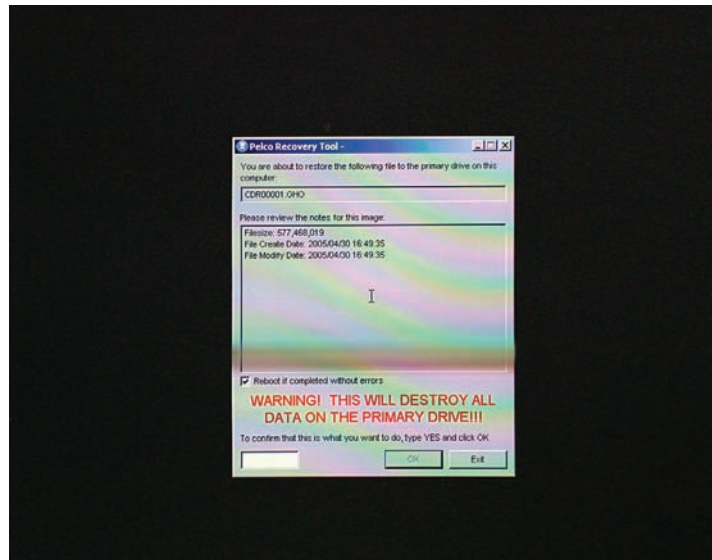 Pelco Recovery Tool -
You are about to restore the following file to the primary drive on this
computer:
CDR00001.GHO
Please review the notes for this image:
Filesize: 577,468,019
File Create Date: 2005/04/30 16:49:35
File Modify Date: 2005/04/30 16:49:35
Reboot if completed without errors
WARNING! THIS WILL DESTROY ALL
DATA ON THE PRIMARY DRIVE!!!
To confirm that this is what you want to do, type YES and click OK
OK Exit